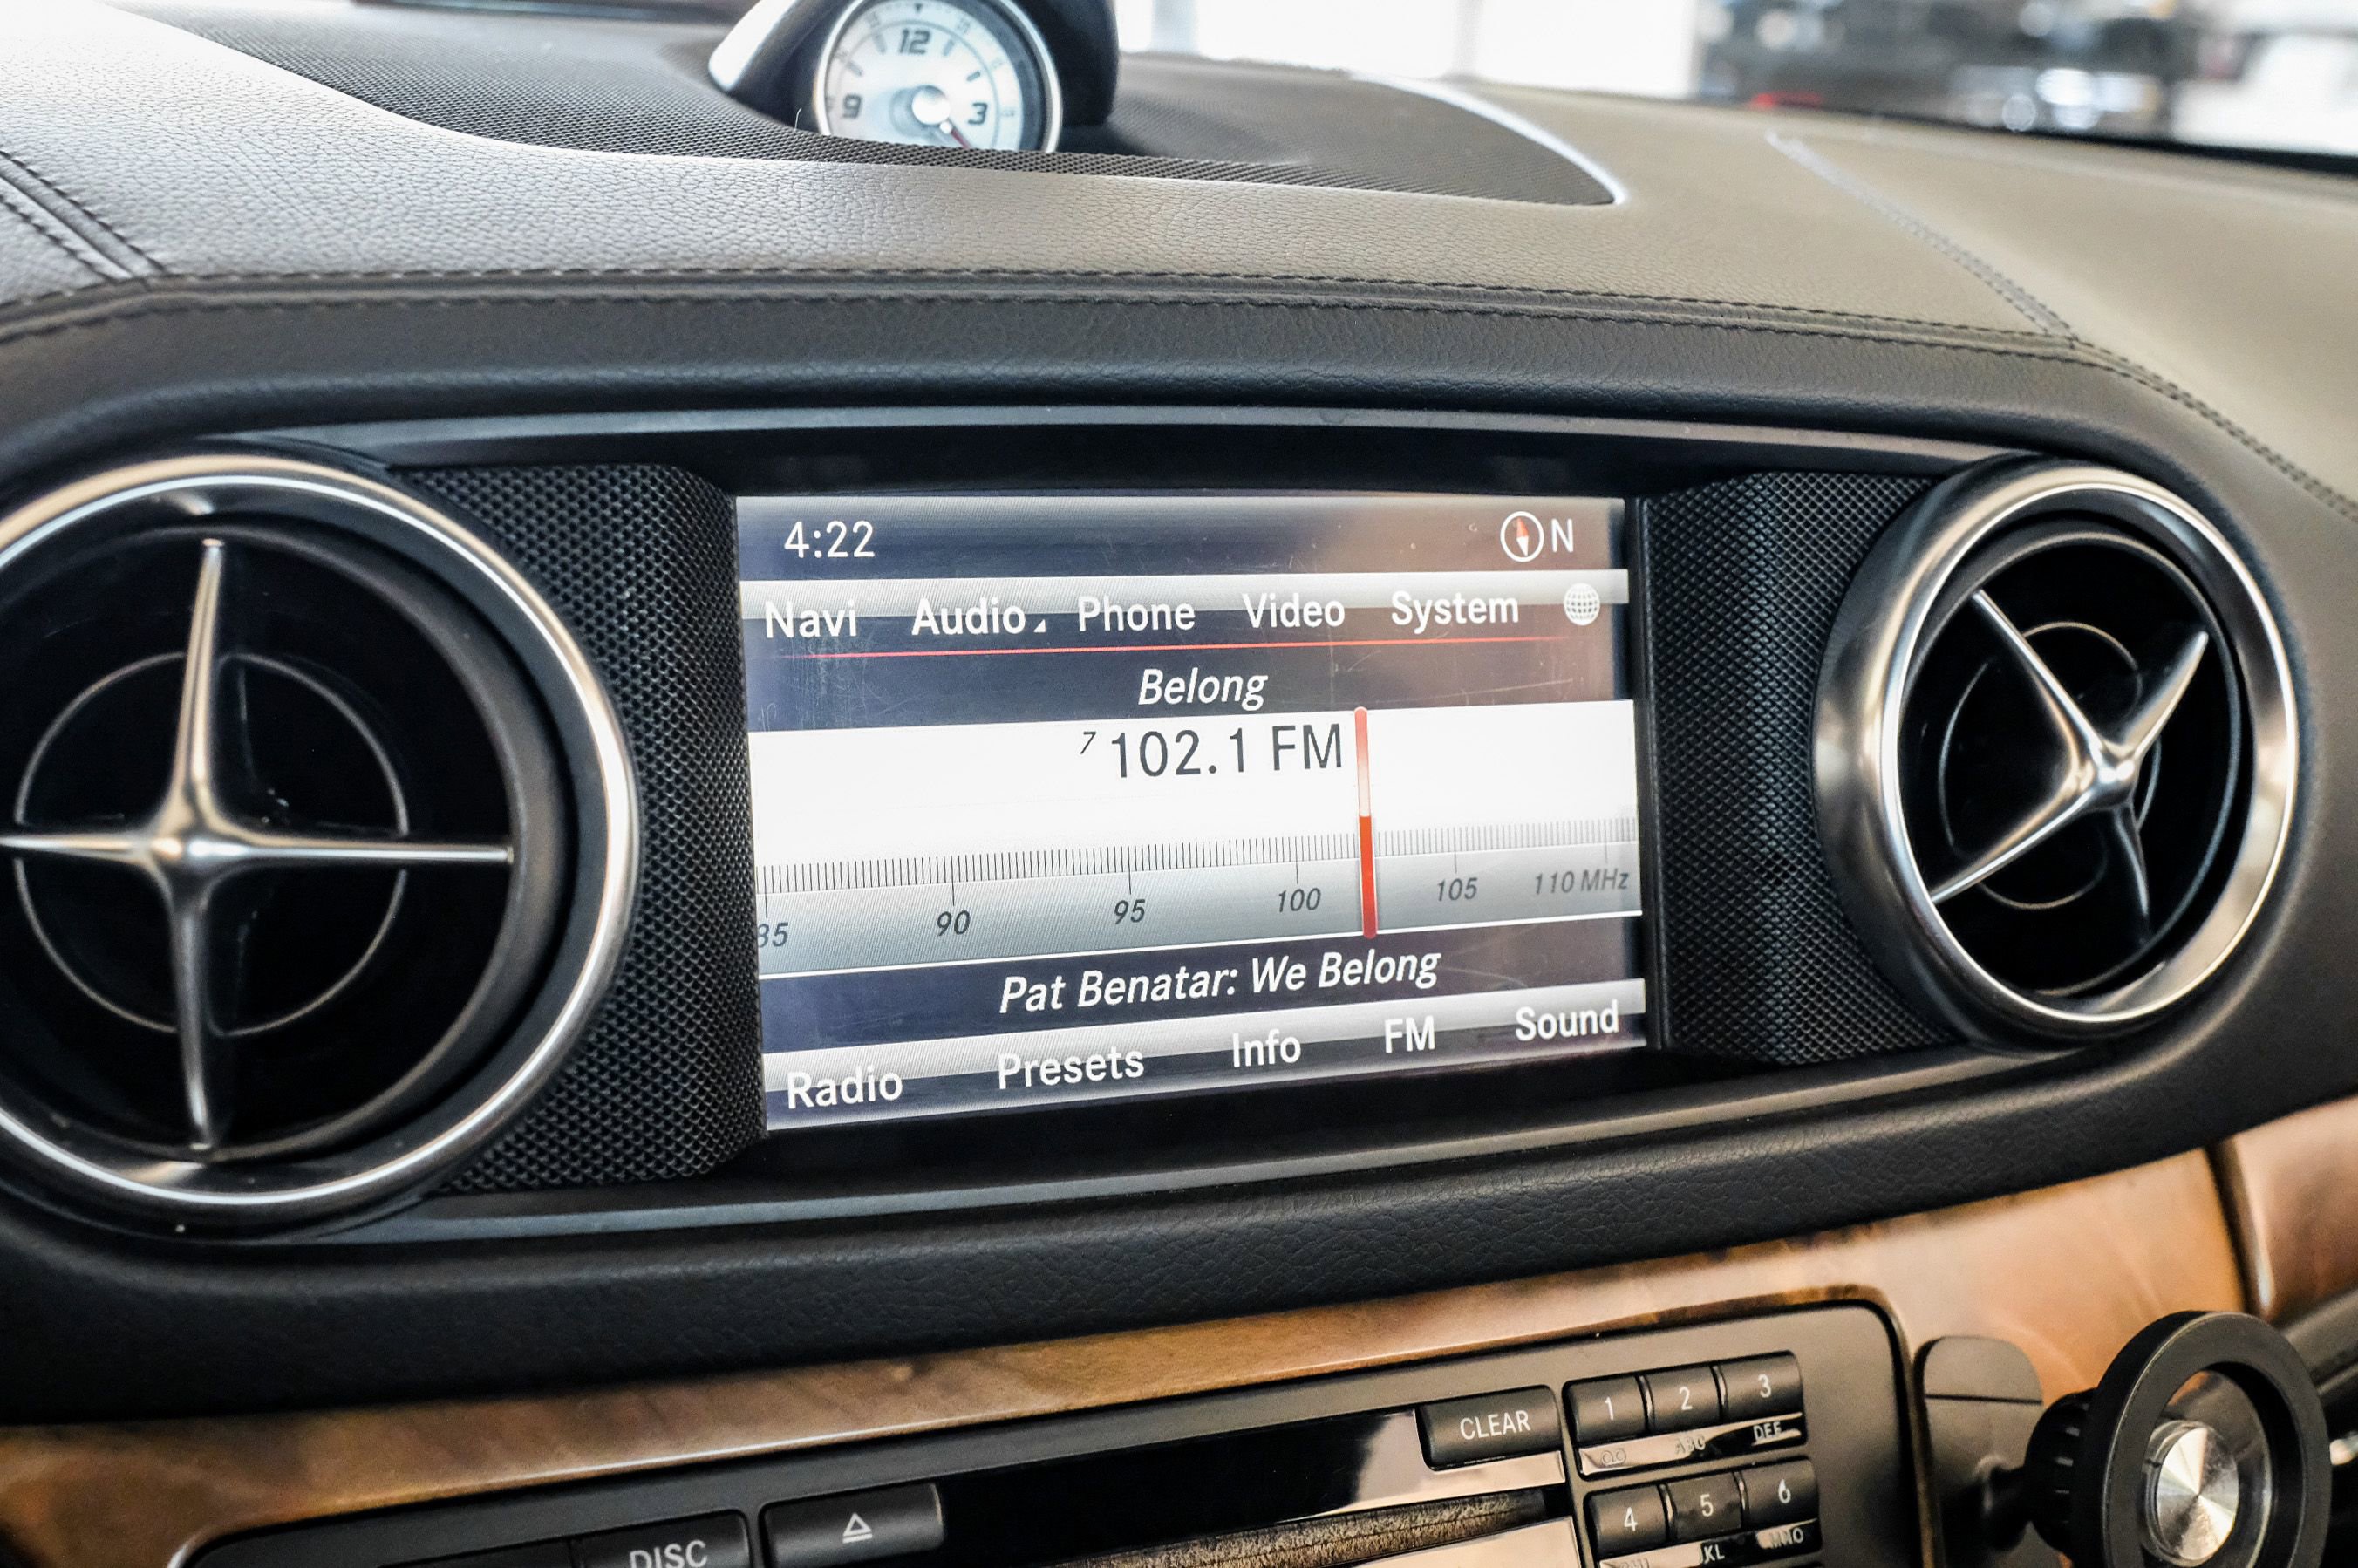 12
9 3
4:22 N
Navi Audio Phone Video System
Belong
7 102.1 FM
85 90 95 100 105 110 MHz
Pat Benatar: We Belong
Radio Presets Info FM Sound
CLEAR 1 2 3
ABC DEF
DISC 4 5 6
JKL MNO